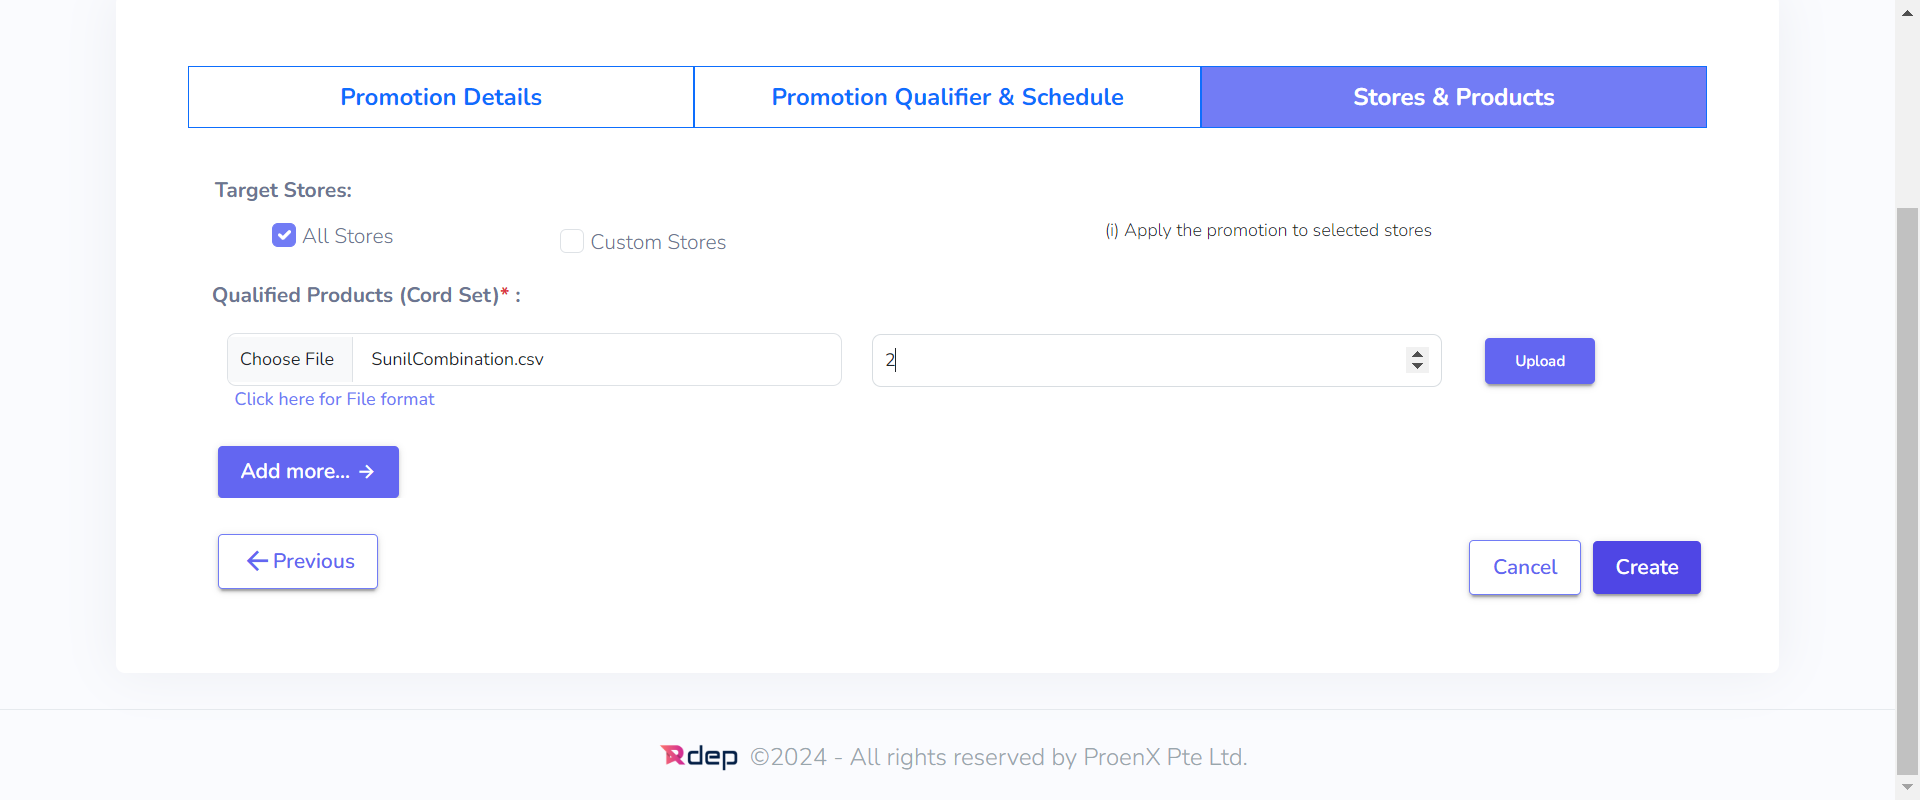 Promotion Details
Promotion Qualifier & Schedule
Stores & Products
Target Stores:
All Stores
Custom Stores
(i) Apply the promotion to selected stores
Qualified Products (Cord Set)* :
Choose File
SunilCombination.csv
2
Upload
Click here for File format
Add more... →
← Previous
Cancel
Create
Rdep ©2024 - All rights reserved by ProenX Pte Ltd.